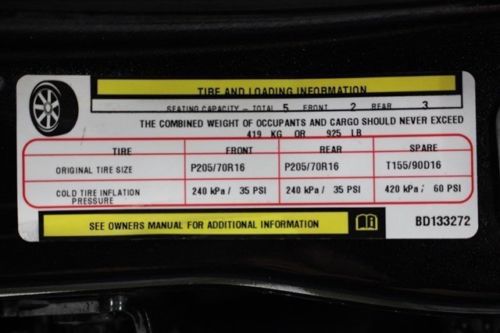 TIRE AND LOADING INFORMATION
SEATING CAPACITY - TOTAL 5 FRONT 2 REAR 3
THE COMBINED WEIGHT OF OCCUPANTS AND CARGO SHOULD NEVER EXCEED
419 KG OR 925 LB
TIRE FRONT REAR SPARE
ORIGINAL TIRE SIZE P205/70R16 P205/70R16 T155/90D16
COLD TIRE INFLATION PRESSURE 240 kPa / 35 PSI 240 kPa / 35 PSI 420 kPa / 60 PSI
SEE OWNERS MANUAL FOR ADDITIONAL INFORMATION
BD133272